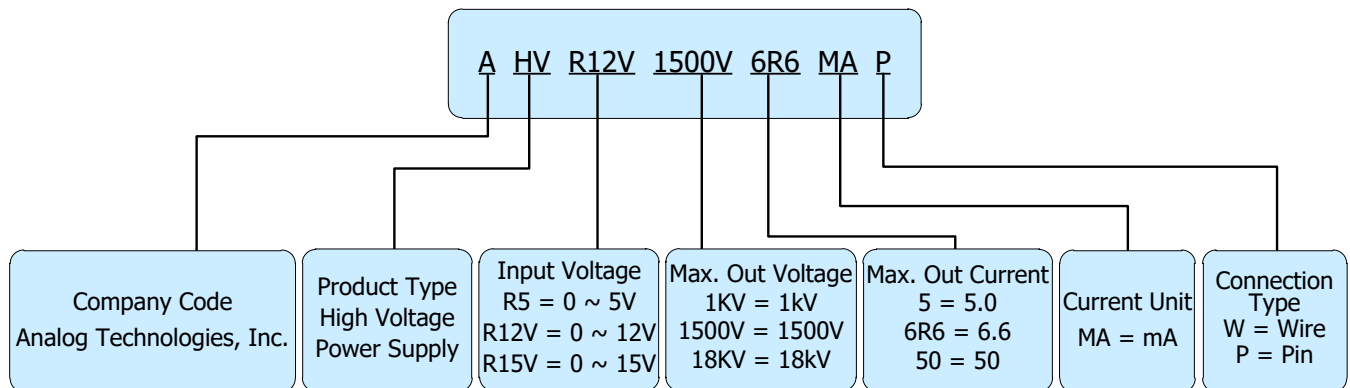 A HV R12V 1500V 6R6 MA P
Company Code
Analog Technologies, Inc.
Product Type
High Voltage
Power Supply
Input Voltage
R5 = 0 ~ 5V
R12V = 0 ~ 12V
R15V = 0 ~ 15V
Max. Out Voltage
1KV = 1kV
1500V = 1500V
18KV = 18kV
Max. Out Current
5 = 5.0
6R6 = 6.6
50 = 50
Current Unit
MA = mA
Connection
Type
W = Wire
P = Pin